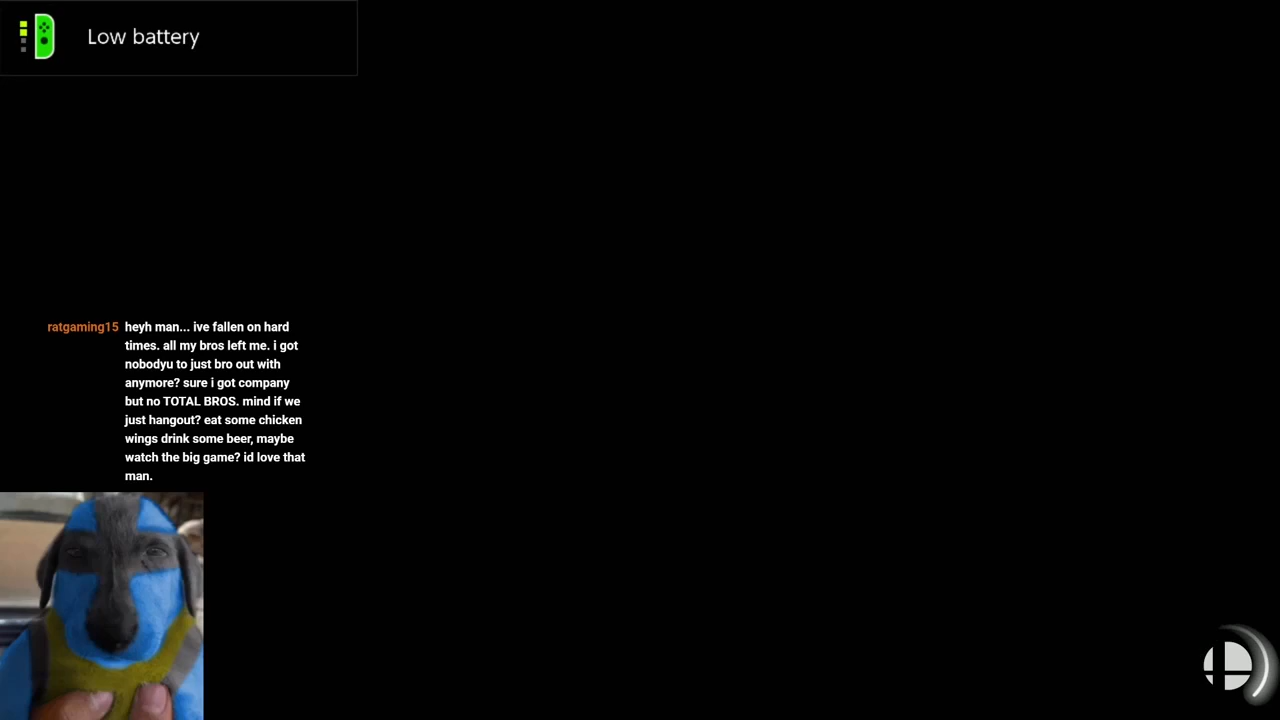 Low battery
ratgaming15 heyh man... ive fallen on hard
times. all my bros left me. i got
nobodyu to just bro out with
anymore? sure i got company
but no TOTAL BROS. mind if we
just hangout? eat some chicken
wings drink some beer, maybe
watch the big game? id love that
man.